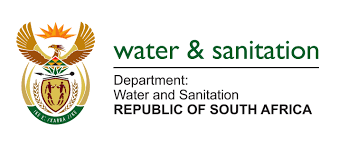 water & sanitation
Department:
Water and Sanitation
REPUBLIC OF SOUTH AFRICA